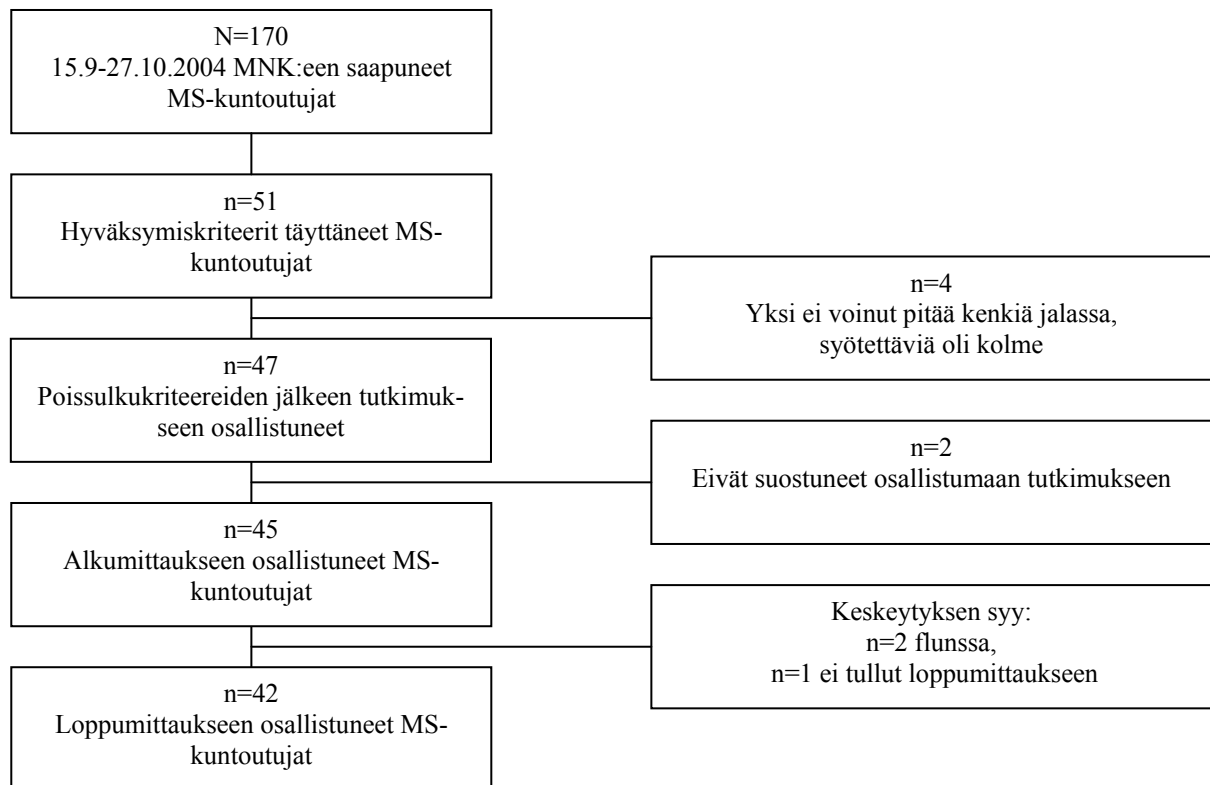 N=170
15.9-27.10.2004 MNK:een saapuneet
MS-kuntoutujat
n=51
Hyväksymiskriteerit täyttäneet MS-
kuntoutujat
n=4
Yksi ei voinut pitää kenkiä jalassa,
syötettäviä oli kolme
n=47
Poissulkukriteereiden jälkeen tutkimuk-
seen osallistuneet
n=2
Eivät suostuneet osallistumaan tutkimukseen
n=45
Alkumittaukseen osallistuneet MS-
kuntoutujat
Keskeytyksen syy:
n=2 flunssa,
n=1 ei tullut loppumittaukseen
n=42
Loppumittaukseen osallistuneet MS-
kuntoutujat